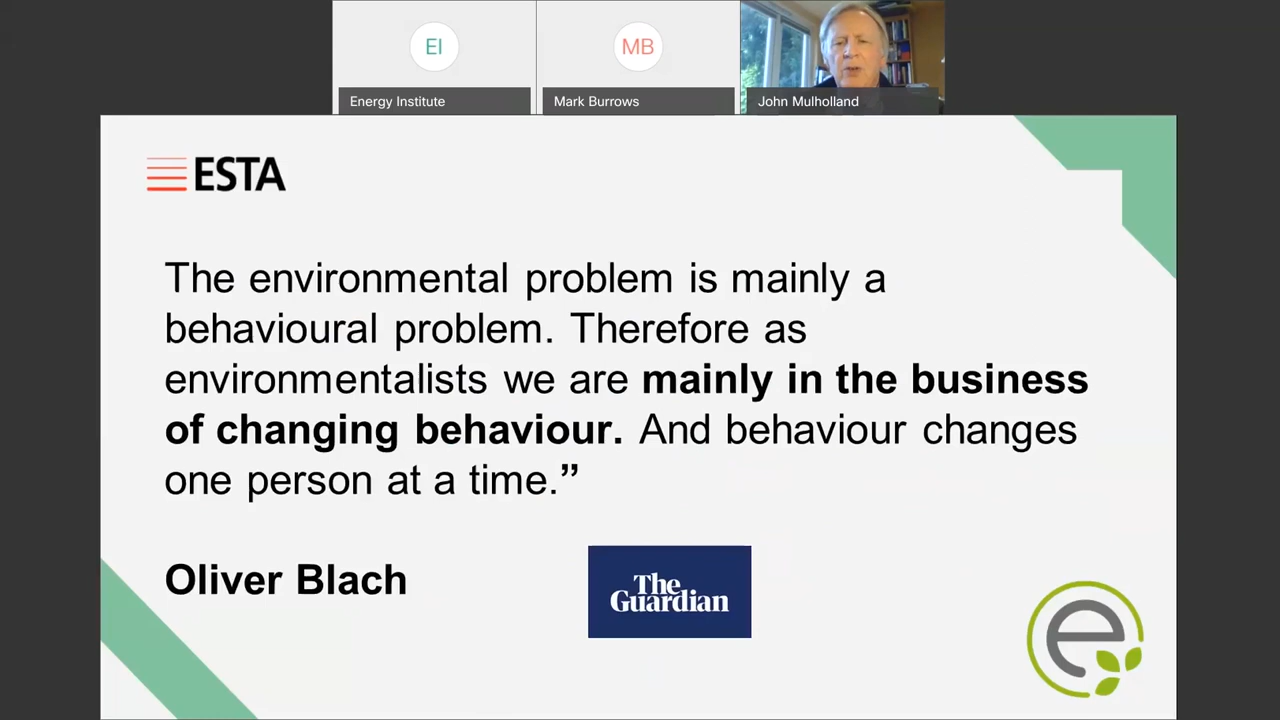 EI
MB
Energy Institute
Mark Burrows
John Mulholland
ESTA
The environmental problem is mainly a
behavioural problem. Therefore as
environmentalists we are mainly in the business
of changing behaviour. And behaviour changes
one person at a time.”
Oliver Blach
The
Guardian
e